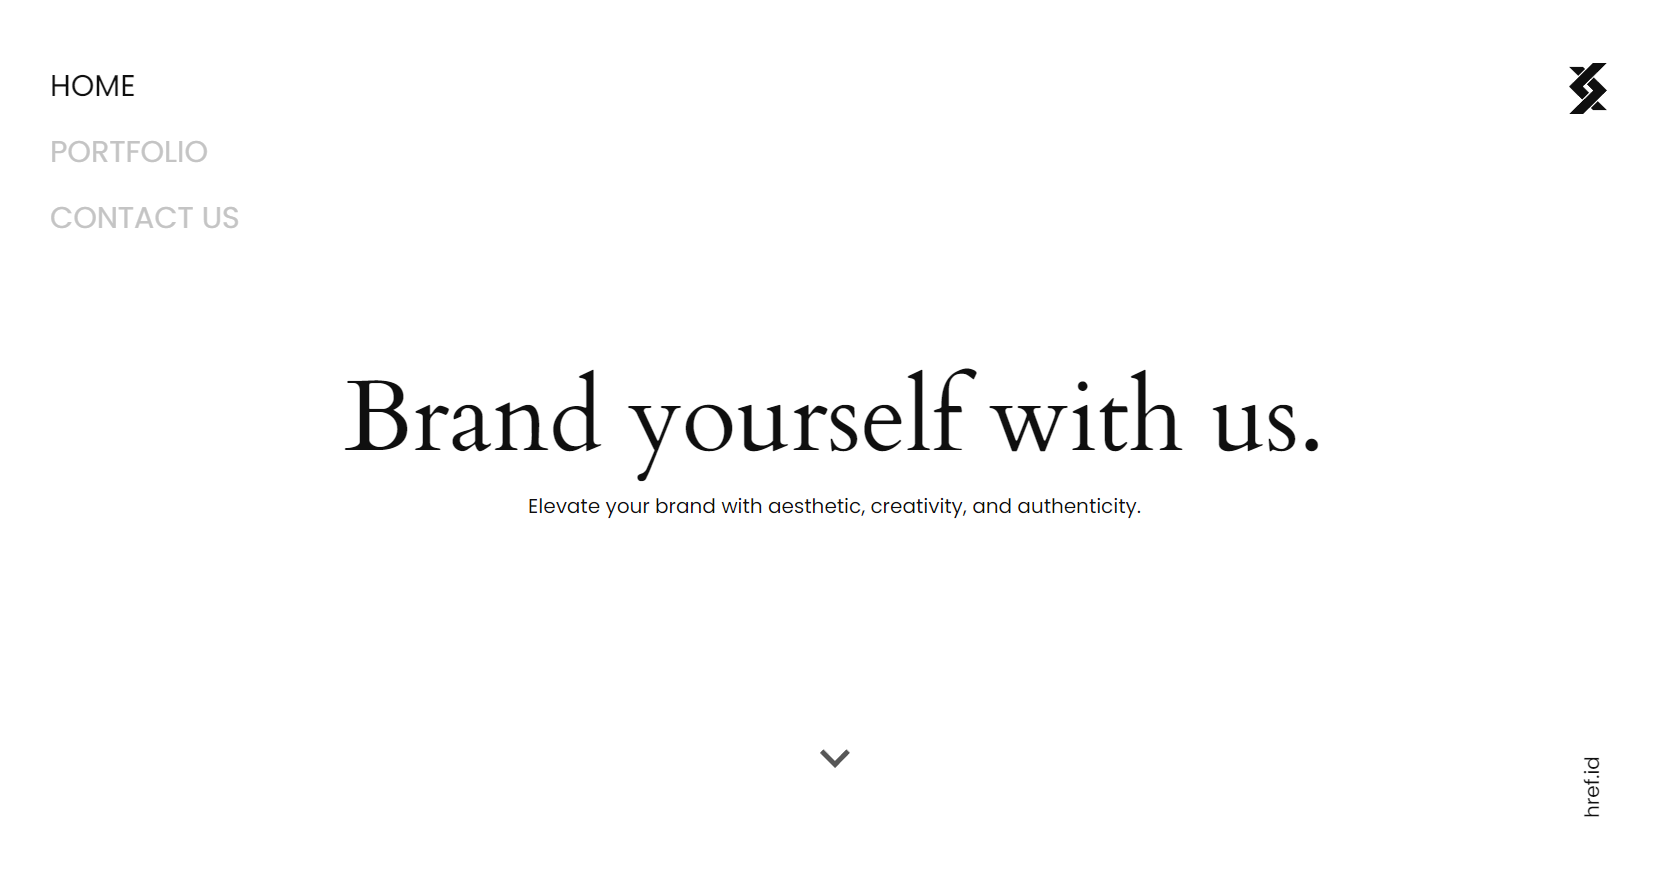 HOME
PORTFOLIO
CONTACT US
Brand yourself with us.
Elevate your brand with aesthetic, creativity, and authenticity.
href.id